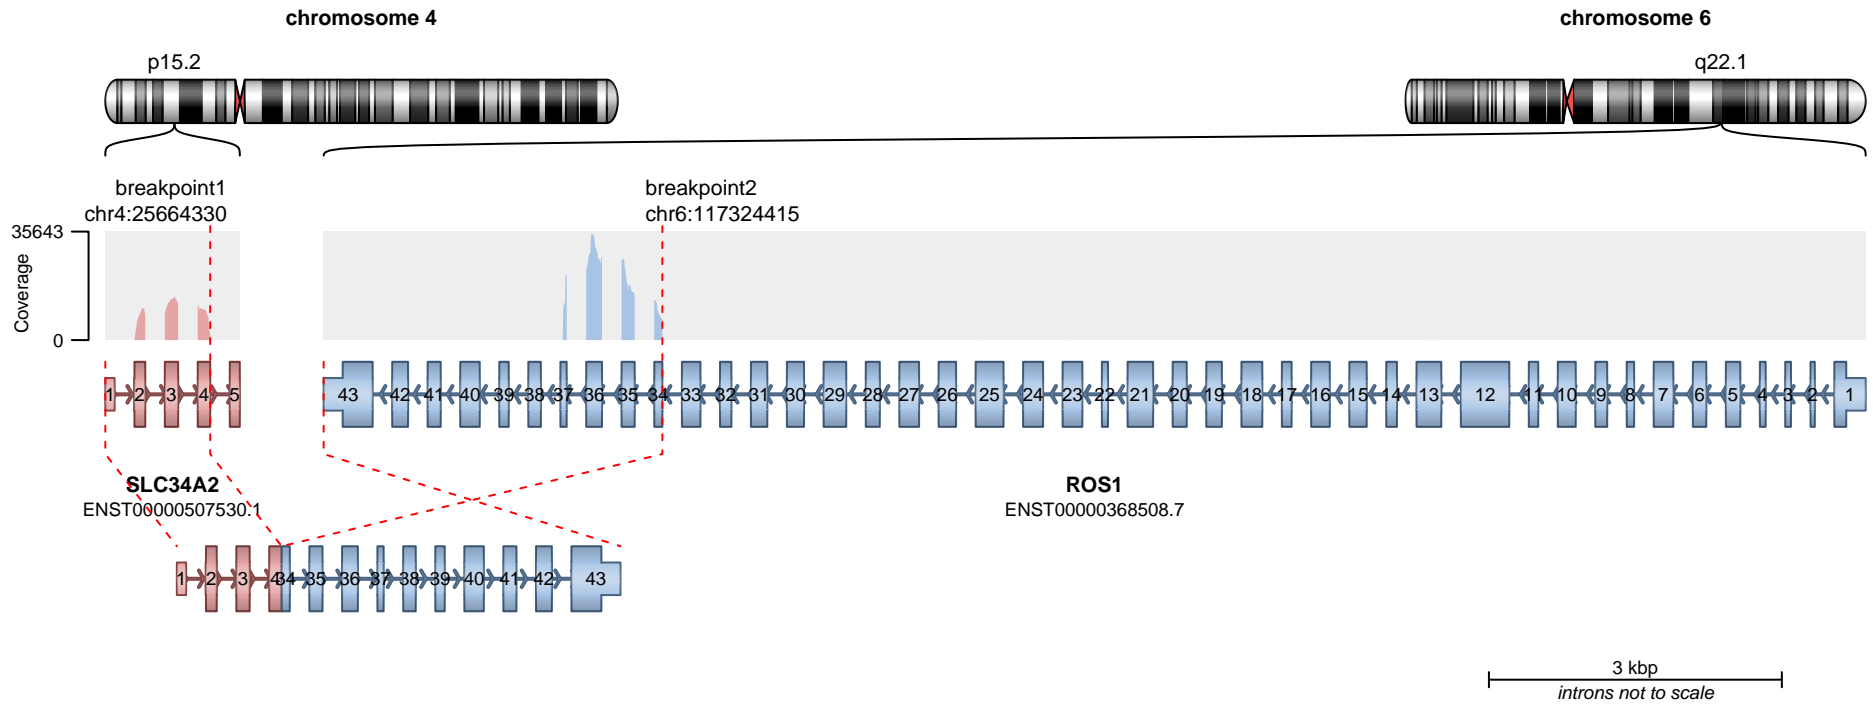 chromosome 4
chromosome 6
p15.2
q22.1
breakpoint1
chr4:25664330
breakpoint2
chr6:117324415
35643
Coverage
0
1 2 3 4 5
43 42 41 40 39 38 37 36 35 34 33 32 31 30 29 28 27 26 25 24 23 22 21 20 19 18 17 16 15 14 13 12 11 10 9 8 7 6 5 4 3 2 1
SLC34A2
ENST00000507530.1
ROS1
ENST00000368508.7
1 2 3 4 34 35 36 37 38 39 40 41 42 43
3 kbp
introns not to scale